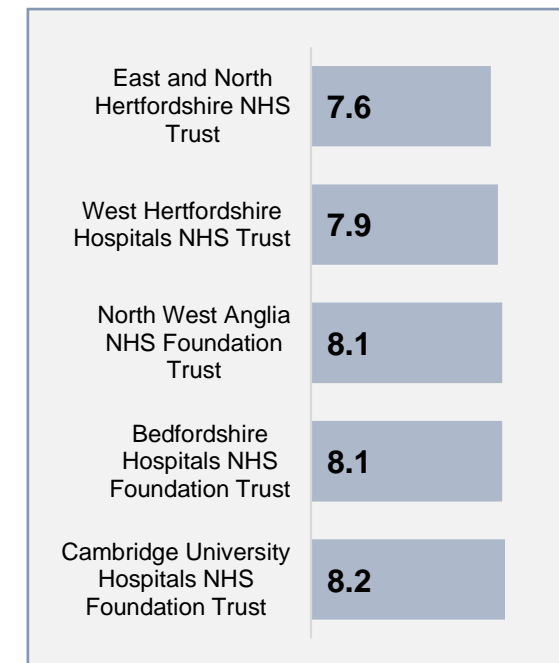 East and North
Hertfordshire NHS
Trust
7.6
West Hertfordshire
Hospitals NHS Trust
7.9
North West Anglia
NHS Foundation
Trust
8.1
Bedfordshire
Hospitals NHS
Foundation Trust
8.1
Cambridge University
Hospitals NHS
Foundation Trust
8.2